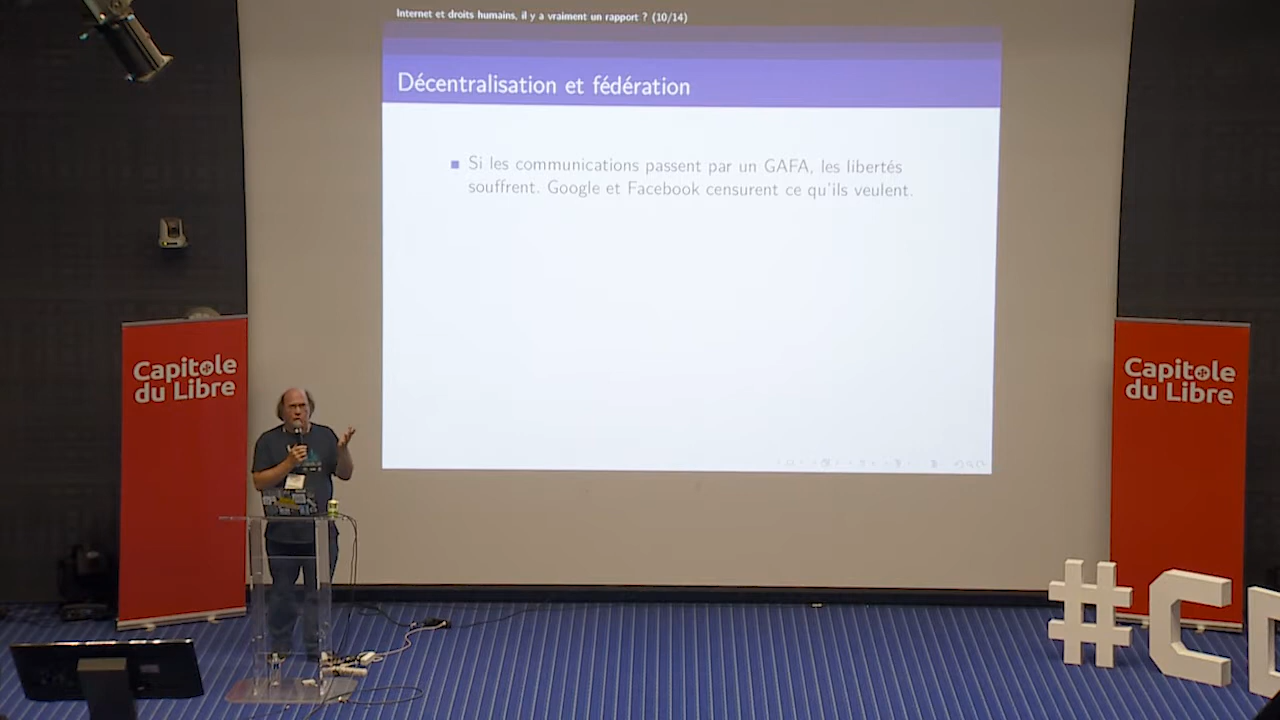 Internet et droits humains, il y a vraiment un rapport ? (10/14)
Décentralisation et fédération
Si les communications passent par un GAFA, les libertés
souffrent. Google et Facebook censurent ce qu'ils veulent.
Capitole
du Libre
Capitole
du Libre
#C